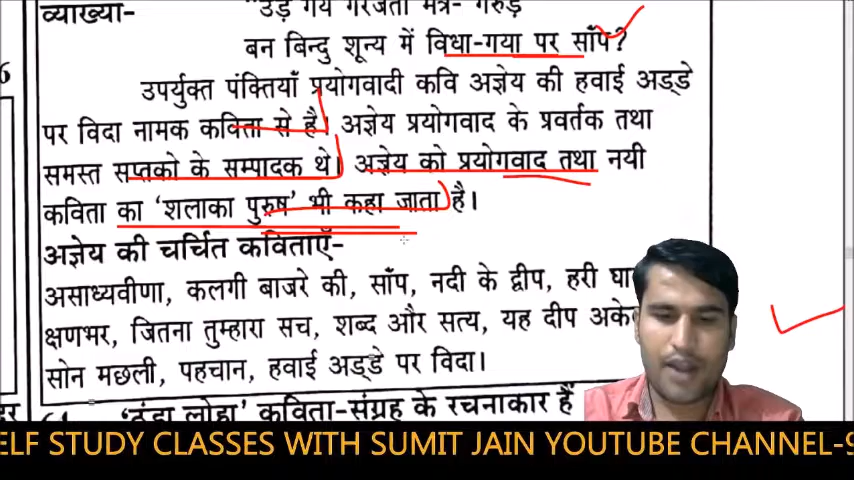 व्याख्या- "उड़ गये गरजता मंत्र- गरुड़
बन बिन्दु शून्य में विधा-गया पर साँप?
उपर्युक्त पंक्तियाँ प्रयोगवादी कवि अज्ञेय की हवाई अड्डे
पर विदा नामक कविता से है। अज्ञेय प्रयोगवाद के प्रवर्तक तथा
समस्त सप्तको के सम्पादक थे। अज्ञेय को प्रयोगवाद तथा नयी
कविता का 'शलाका पुरुष' भी कहा जाता है।
अज्ञेय की चर्चित कविताएँ-
असाध्यवीणा, कलगी बाजरे की, साँप, नदी के द्वीप, हरी
क्षणभर, जितना तुम्हारा सच, शब्द और सत्य, यह दीप
सोन मछली, पहचान, हवाई अड्डे पर विदा।
'ठंडा लोहा' कविता-संग्रह के रचनाकार हैं
ELF STUDY CLASSES WITH SUMIT JAIN YOUTUBE CHANNEL-9